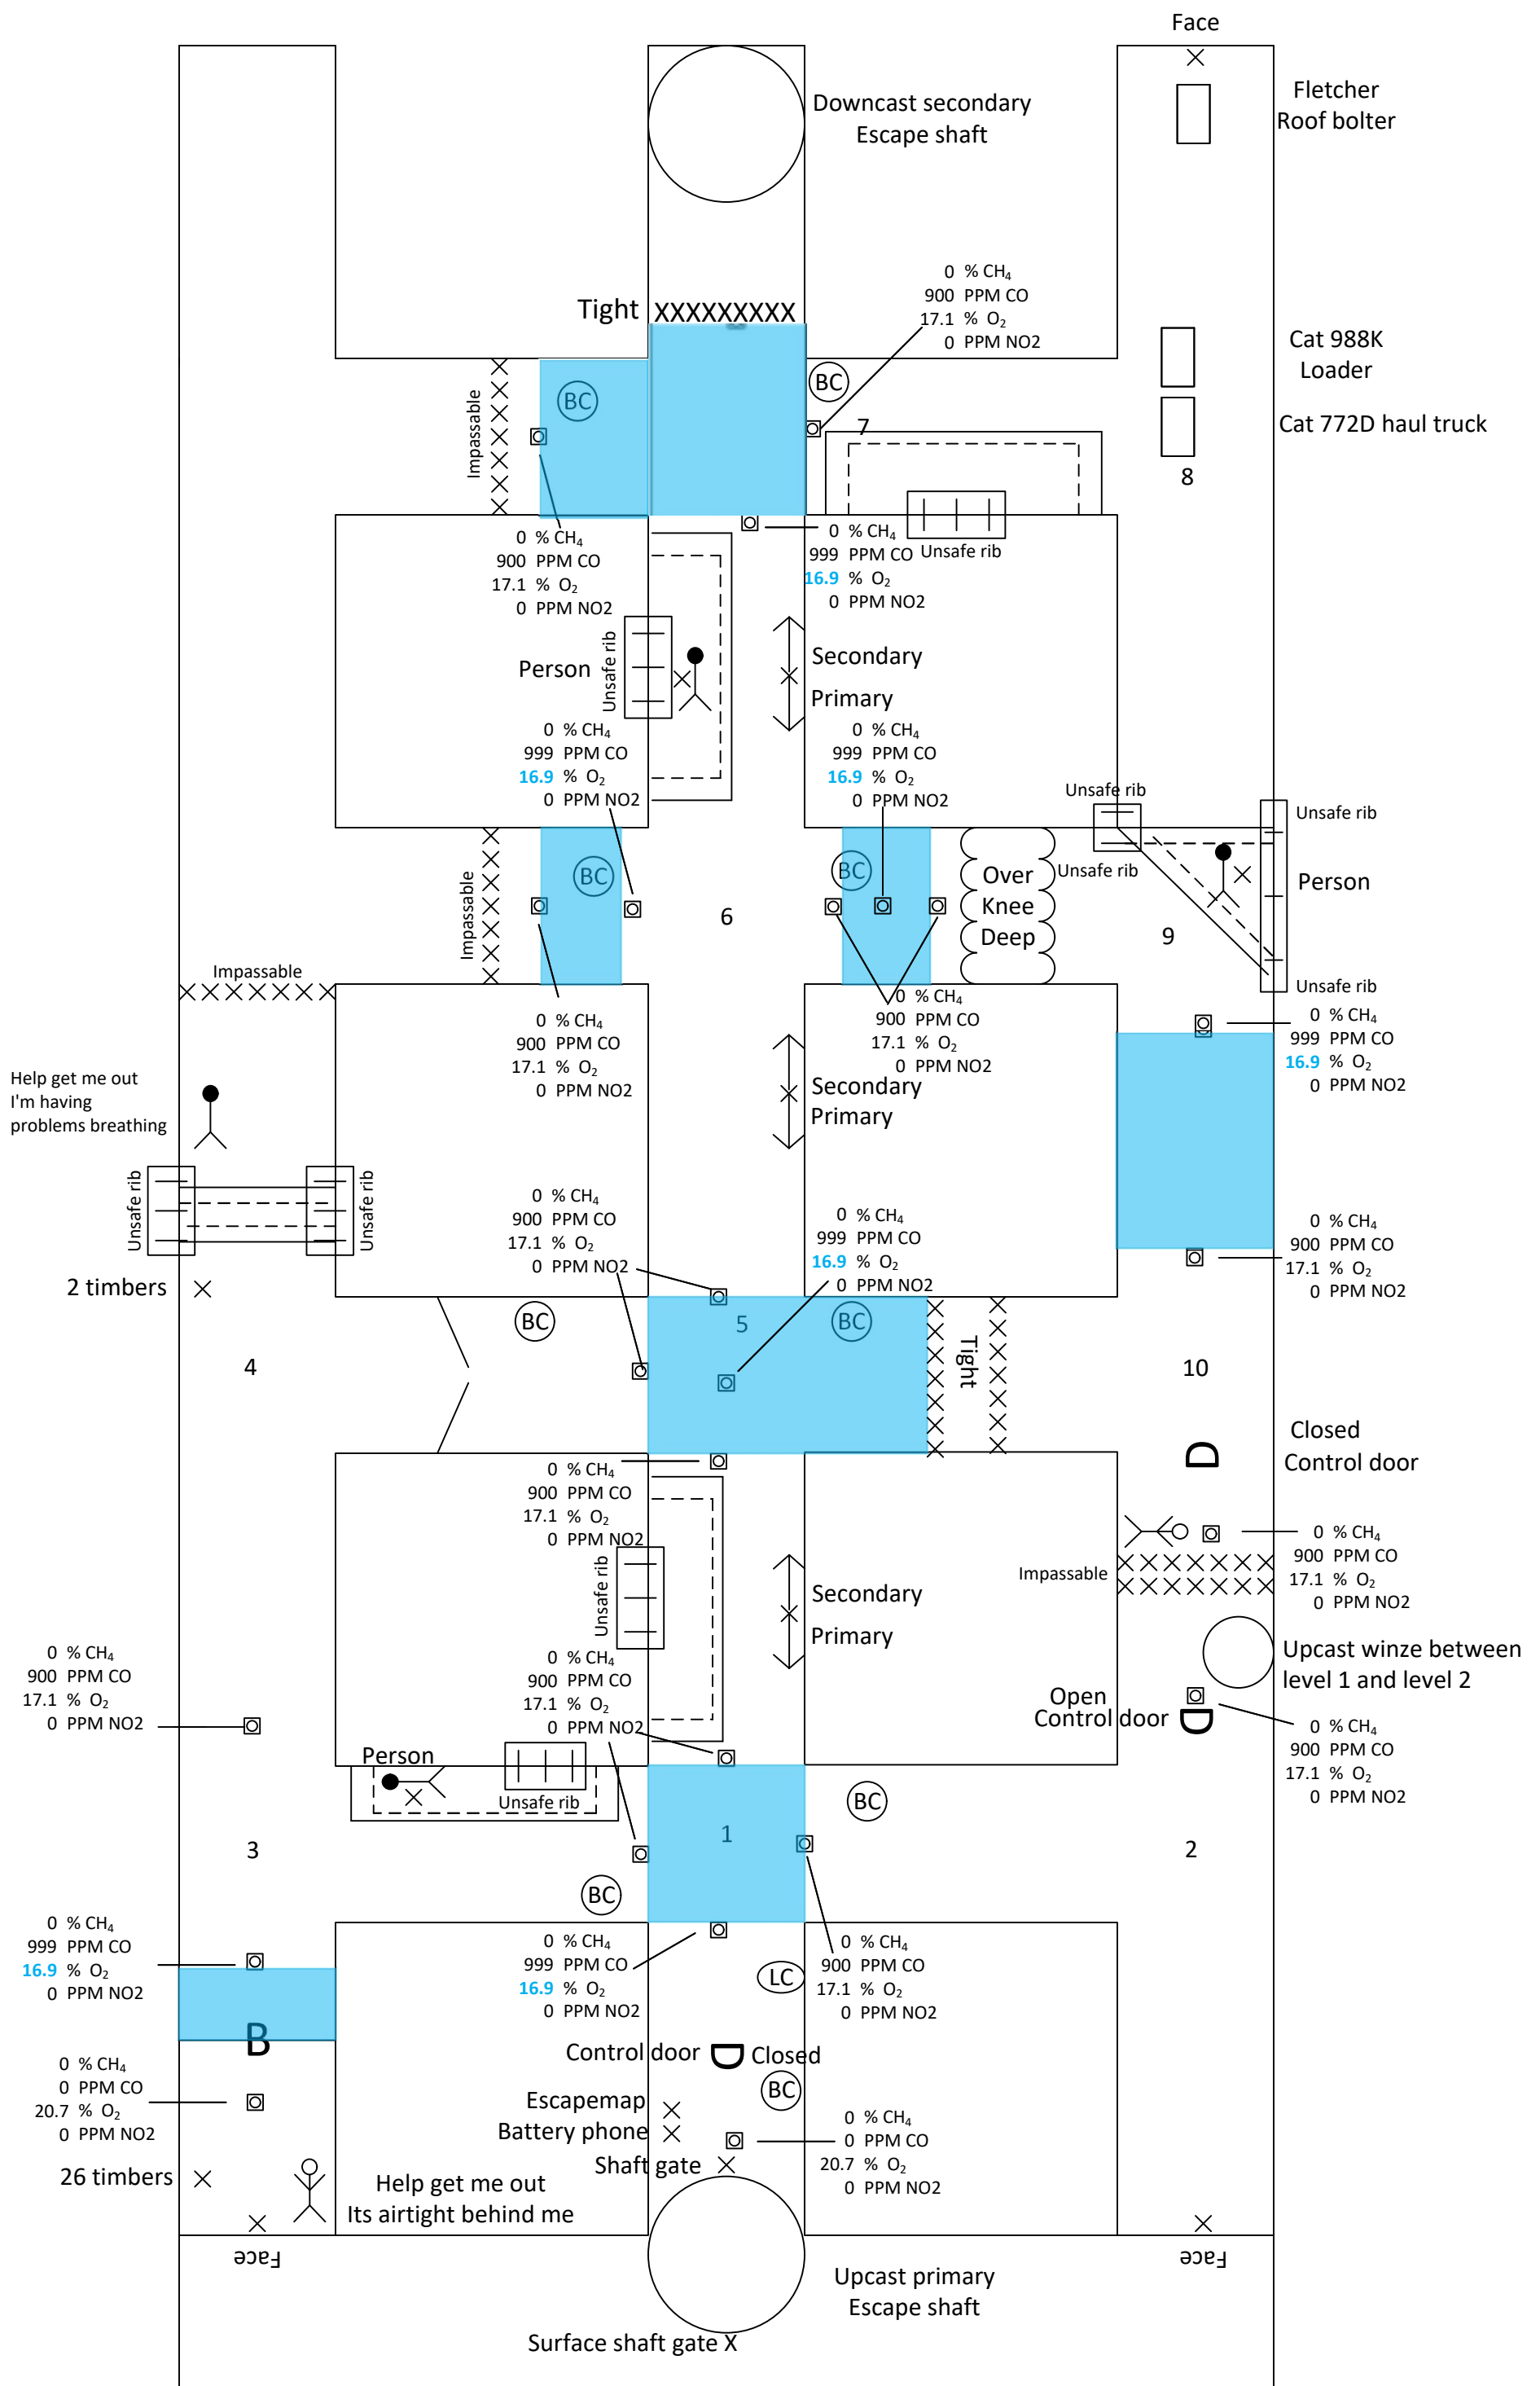 Face
Fletcher
Roof bolter
Downcast secondary
Escape shaft
0 % CH₄
900 PPM CO
17.1 % O₂
0 PPM NO2
Tight XXXXXXXXX
Cat 988K
Loader
Cat 772D haul truck
BC
BC
Impassable
7
8
0 % CH₄
900 PPM CO
17.1 % O₂
0 PPM NO2
0 % CH₄
999 PPM CO
16.9 % O₂
0 PPM NO2
Unsafe rib
Person
Unsafe rib
Secondary
Primary
0 % CH₄
999 PPM CO
16.9 % O₂
0 PPM NO2
0 % CH₄
999 PPM CO
16.9 % O₂
0 PPM NO2
Unsafe rib
Unsafe rib
Unsafe rib
Impassable
BC
BC
6
Over
Knee
Deep
9
Person
Unsafe rib
Impassable
0 % CH₄
900 PPM CO
17.1 % O₂
0 PPM NO2
0 % CH₄
900 PPM CO
17.1 % O₂
0 PPM NO2
0 % CH₄
999 PPM CO
16.9 % O₂
0 PPM NO2
Help get me out
I'm having
problems breathing
Secondary
Primary
Unsafe rib
Unsafe rib
0 % CH₄
900 PPM CO
17.1 % O₂
0 PPM NO2
0 % CH₄
999 PPM CO
16.9 % O₂
0 PPM NO2
0 % CH₄
900 PPM CO
17.1 % O₂
0 PPM NO2
2 timbers
BC
5
BC
Tight
4
10
D
Closed
Control door
0 % CH₄
900 PPM CO
17.1 % O₂
0 PPM NO2
Unsafe rib
Secondary
Primary
Impassable
0 % CH₄
900 PPM CO
17.1 % O₂
0 PPM NO2
0 % CH₄
900 PPM CO
17.1 % O₂
0 PPM NO2
0 % CH₄
900 PPM CO
17.1 % O₂
0 PPM NO2
Upcast winze between
level 1 and level 2
Open
Control door D
0 % CH₄
900 PPM CO
17.1 % O₂
0 PPM NO2
Person
Unsafe rib
BC
1
3
2
BC
0 % CH₄
999 PPM CO
16.9 % O₂
0 PPM NO2
0 % CH₄
999 PPM CO
16.9 % O₂
0 PPM NO2
LC
0 % CH₄
900 PPM CO
17.1 % O₂
0 PPM NO2
B
Control door D Closed
0 % CH₄
0 PPM CO
20.7 % O₂
0 PPM NO2
BC
Escapemap
Battery phone
Shaft gate
0 % CH₄
0 PPM CO
20.7 % O₂
0 PPM NO2
26 timbers
Help get me out
Its airtight behind me
Face
Face
Upcast primary
Escape shaft
Surface shaft gate X